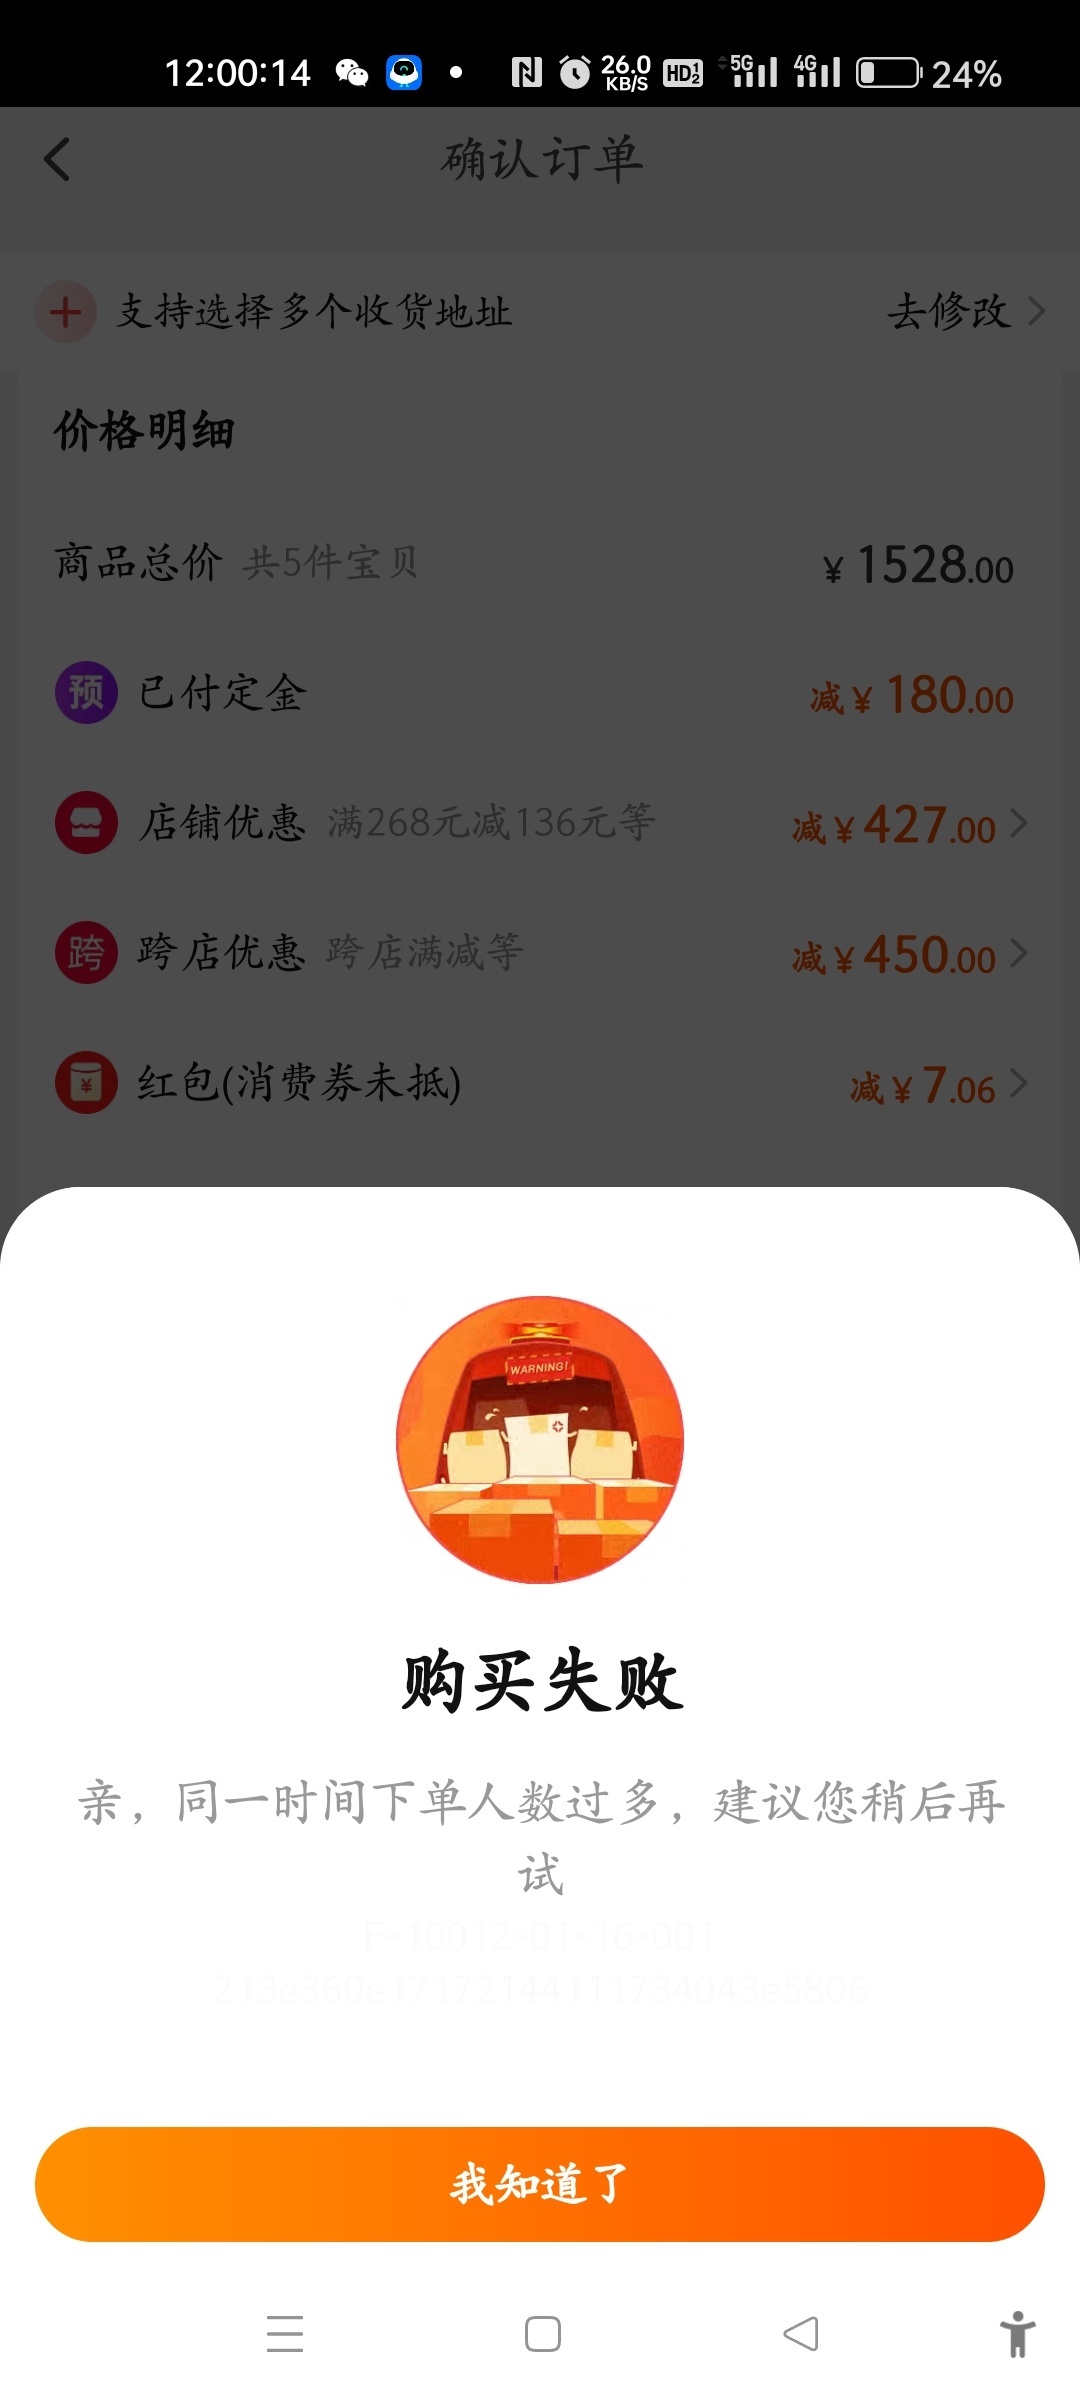 12:00:14 26.0 KB/S HD 1 2 5G 4G 24%
确认订单
支持选择多个收货地址 去修改
价格明细
商品总价 共5件宝贝 ¥1528.00
预 已付定金 减¥180.00
店铺优惠 满268元减136元等 减¥427.00
跨 跨店优惠 跨店满减等 减¥450.00
¥ 红包(消费券未抵) 减¥7.06
WARNING!
购买失败
亲，同一时间下单人数过多，建议您稍后再
试
F-10012-01-16-001
213e360e17172144111734043e5806
我知道了